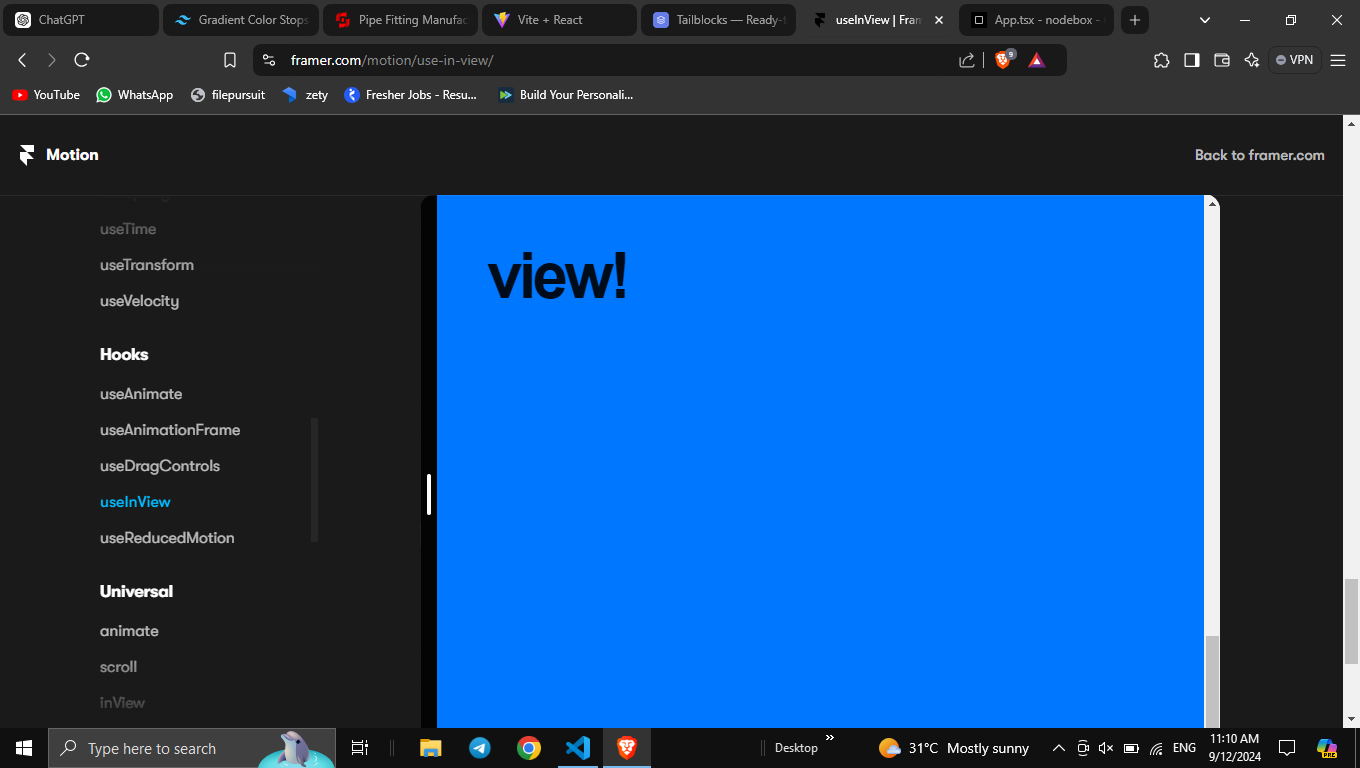 ChatGPT
Gradient Color Stops
Pipe Fitting Manufac
Vite + React
Tailblocks — Ready-
useInView | Fram
App.tsx - nodebox -
framer.com/motion/use-in-view/
9
VPN
YouTube
WhatsApp
filepursuit
zety
Fresher Jobs - Resu...
Build Your Personali...
Motion
Back to framer.com
useTime
useTransform
useVelocity
Hooks
useAnimate
useAnimationFrame
useDragControls
useInView
useReducedMotion
Universal
animate
scroll
inView
view!
Type here to search
Desktop
31°C Mostly sunny
ENG
11:10 AM
9/12/2024
PRE